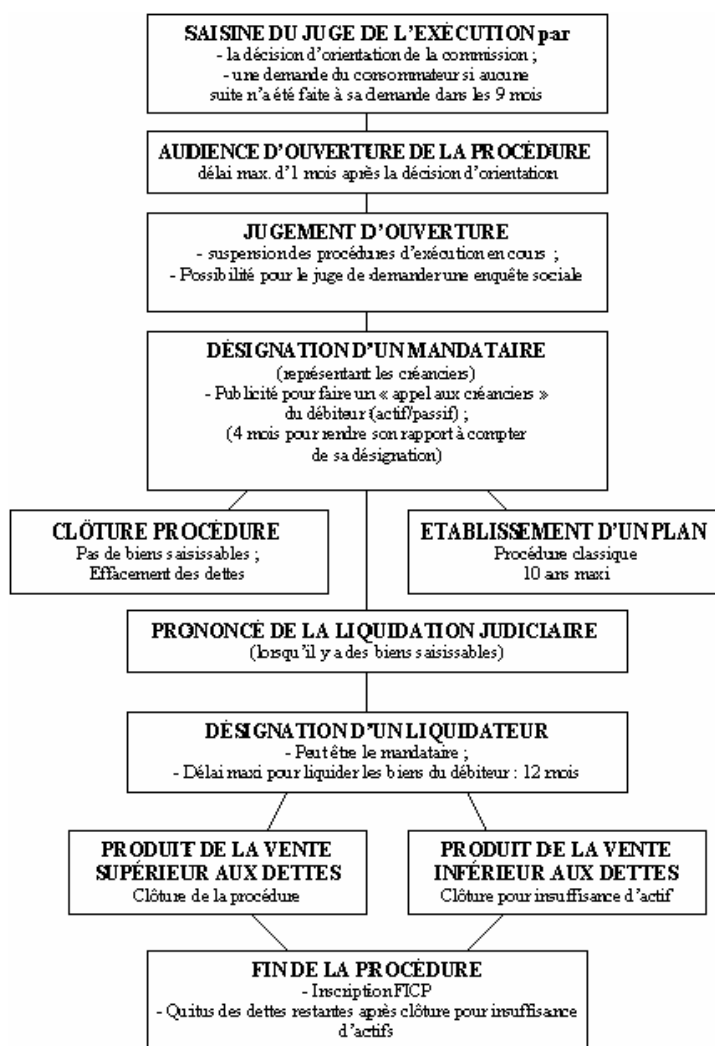 SAISINE DU JUGE DE L'EXÉCUTION par
- la décision d'orientation de la commission ;
- une demande du consommateur si aucune
suite n'a été faite à sa demande dans les 9 mois
AUDIENCE D'OUVERTURE DE LA PROCÉDURE
délai max. d'1 mois après la décision d'orientation
JUGEMENT D'OUVERTURE
- suspension des procédures d'exécution en cours ;
- Possibilité pour le juge de demander une enquête sociale
DÉSIGNATION D'UN MANDATAIRE
(représentant les créanciers)
- Publicité pour faire un « appel aux créanciers »
du débiteur (actif/passif) ;
(4 mois pour rendre son rapport à compter
de sa désignation)
CLÔTURE PROCÉDURE
Pas de biens saisissables ;
Effacement des dettes
ETABLISSEMENT D'UN PLAN
Procédure classique
10 ans maxi
PRONONCÉ DE LA LIQUIDATION JUDICIAIRE
(lorsqu'il y a des biens saisissables)
DÉSIGNATION D'UN LIQUIDATEUR
- Peut être le mandataire ;
- Délai maxi pour liquider les biens du débiteur : 12 mois
PRODUIT DE LA VENTE
SUPÉRIEUR AUX DETTES
Clôture de la procédure
PRODUIT DE LA VENTE
INFÉRIEUR AUX DETTES
Clôture pour insuffisance d'actif
FIN DE LA PROCÉDURE
- Inscription FICP
- Quitus des dettes restantes après clôture pour insuffisance
d'actifs